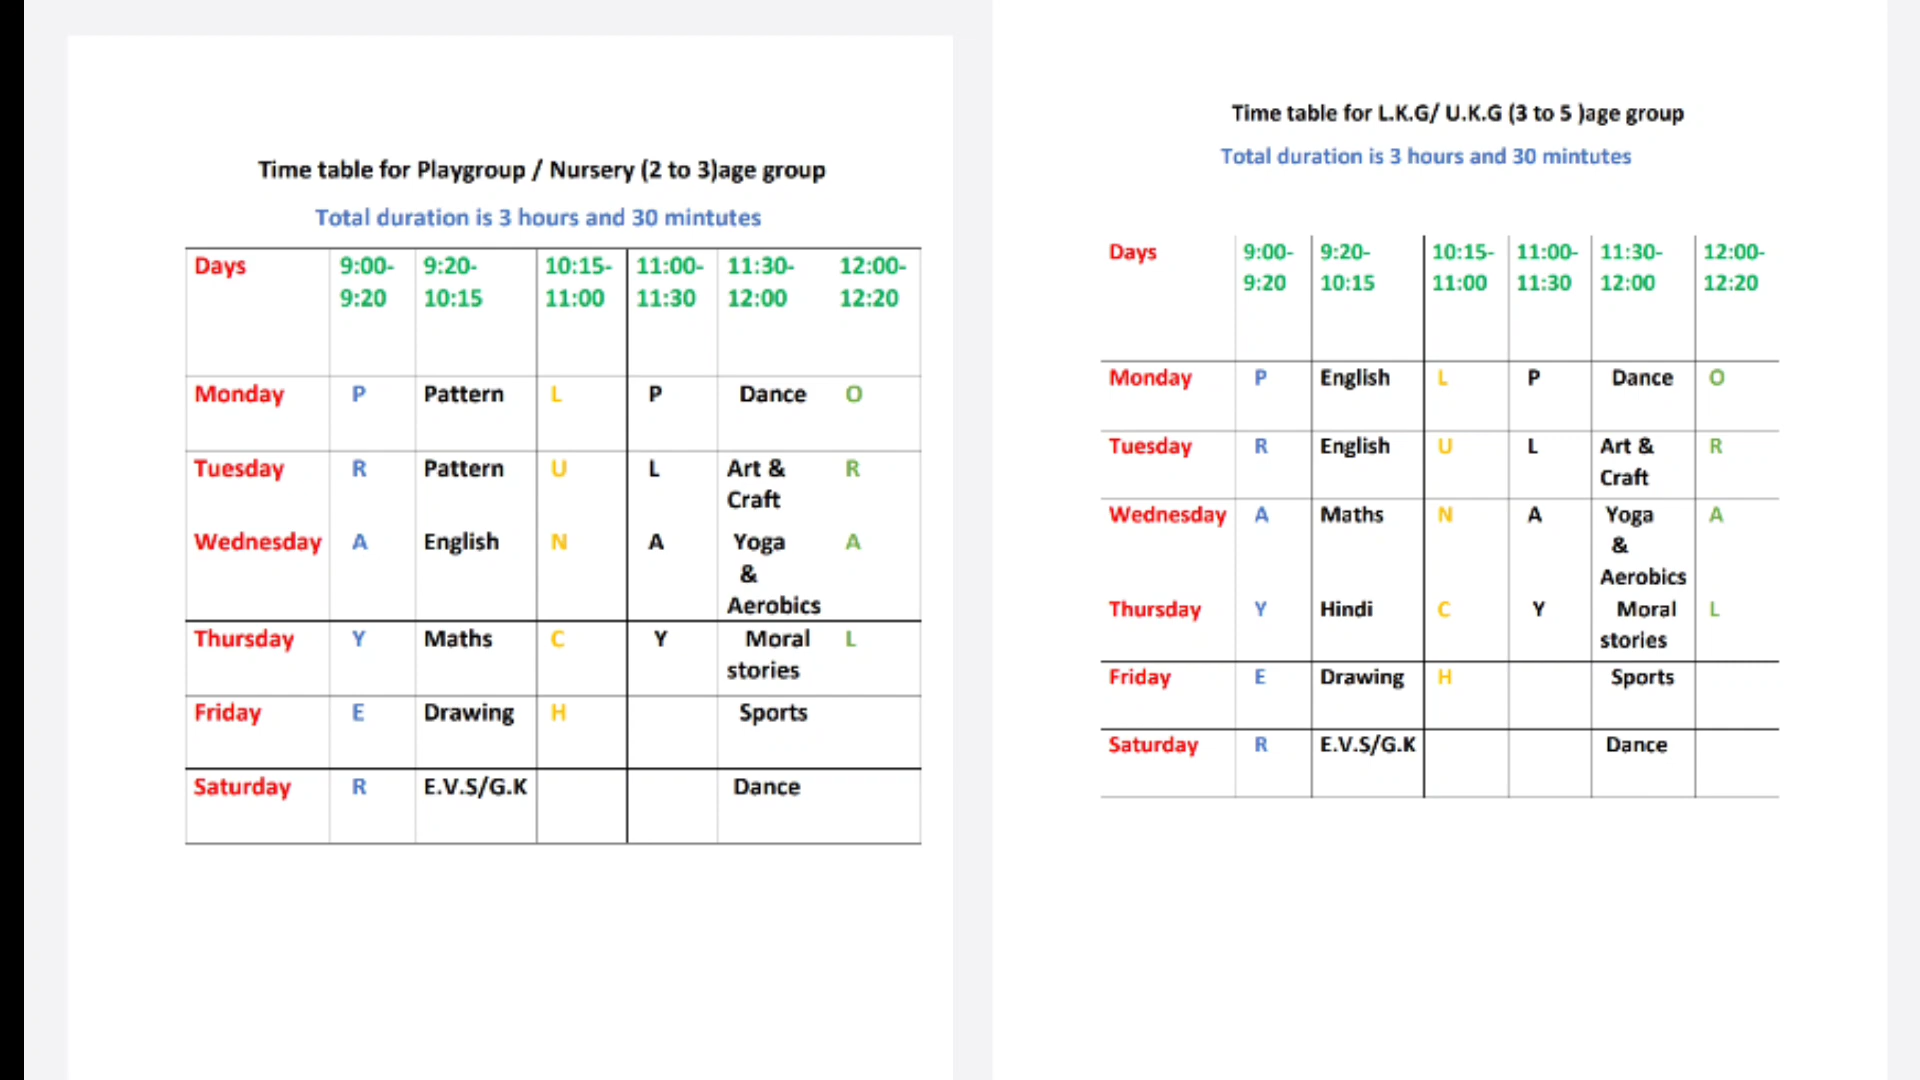 Time table for Playgroup / Nursery (2 to 3)age group
Total duration is 3 hours and 30 mintutes
Days 9:00- 9:20- 10:15- 11:00- 11:30- 12:00-
9:20 10:15 11:00 11:30 12:00 12:20
Monday P Pattern L P Dance O
Tuesday R Pattern U L Art & R
Craft
Wednesday A English N A Yoga A
&
Aerobics
Thursday Y Maths C Y Moral L
stories
Friday E Drawing H Sports
Saturday R E.V.S/G.K Dance
Time table for L.K.G/ U.K.G (3 to 5 )age group
Total duration is 3 hours and 30 mintutes
Days 9:00- 9:20- 10:15- 11:00- 11:30- 12:00-
9:20 10:15 11:00 11:30 12:00 12:20
Monday P English L P Dance O
Tuesday R English U L Art & R
Craft
Wednesday A Maths N A Yoga A
&
Aerobics
Thursday Y Hindi C Y Moral L
stories
Friday E Drawing H Sports
Saturday R E.V.S/G.K Dance